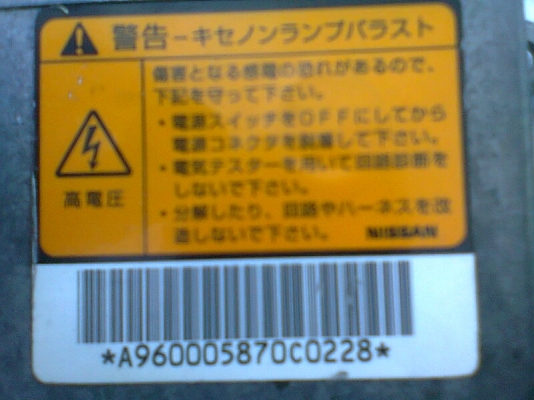 警告－キセノンランプバラスト
傷害となる感電の恐れがあるので、
下記を守って下さい。
・電源スイッチをOFFにしてから
電源コネクタを脱着して下さい。
・電気テスターを用いて回路診断を
しないで下さい。
・分解したり、回路やハーネスを改
造しないで下さい。
NISSAN
高電圧
*A960005870C0228*